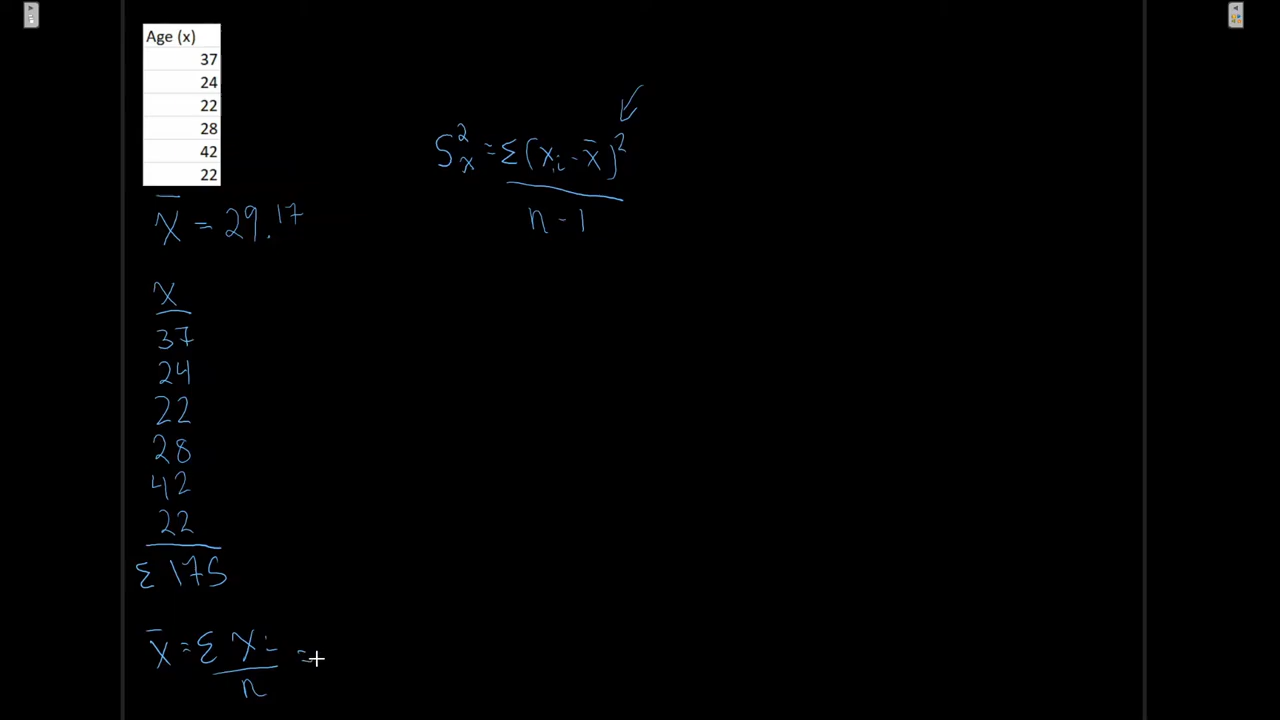 Age (x)
37
24
22
28
42
22
x̄ = 29.17
x
37
24
22
28
42
22
Σ 175
x̄ = Σ xi / n =
S²x = Σ(xi - x̄)² / n - 1